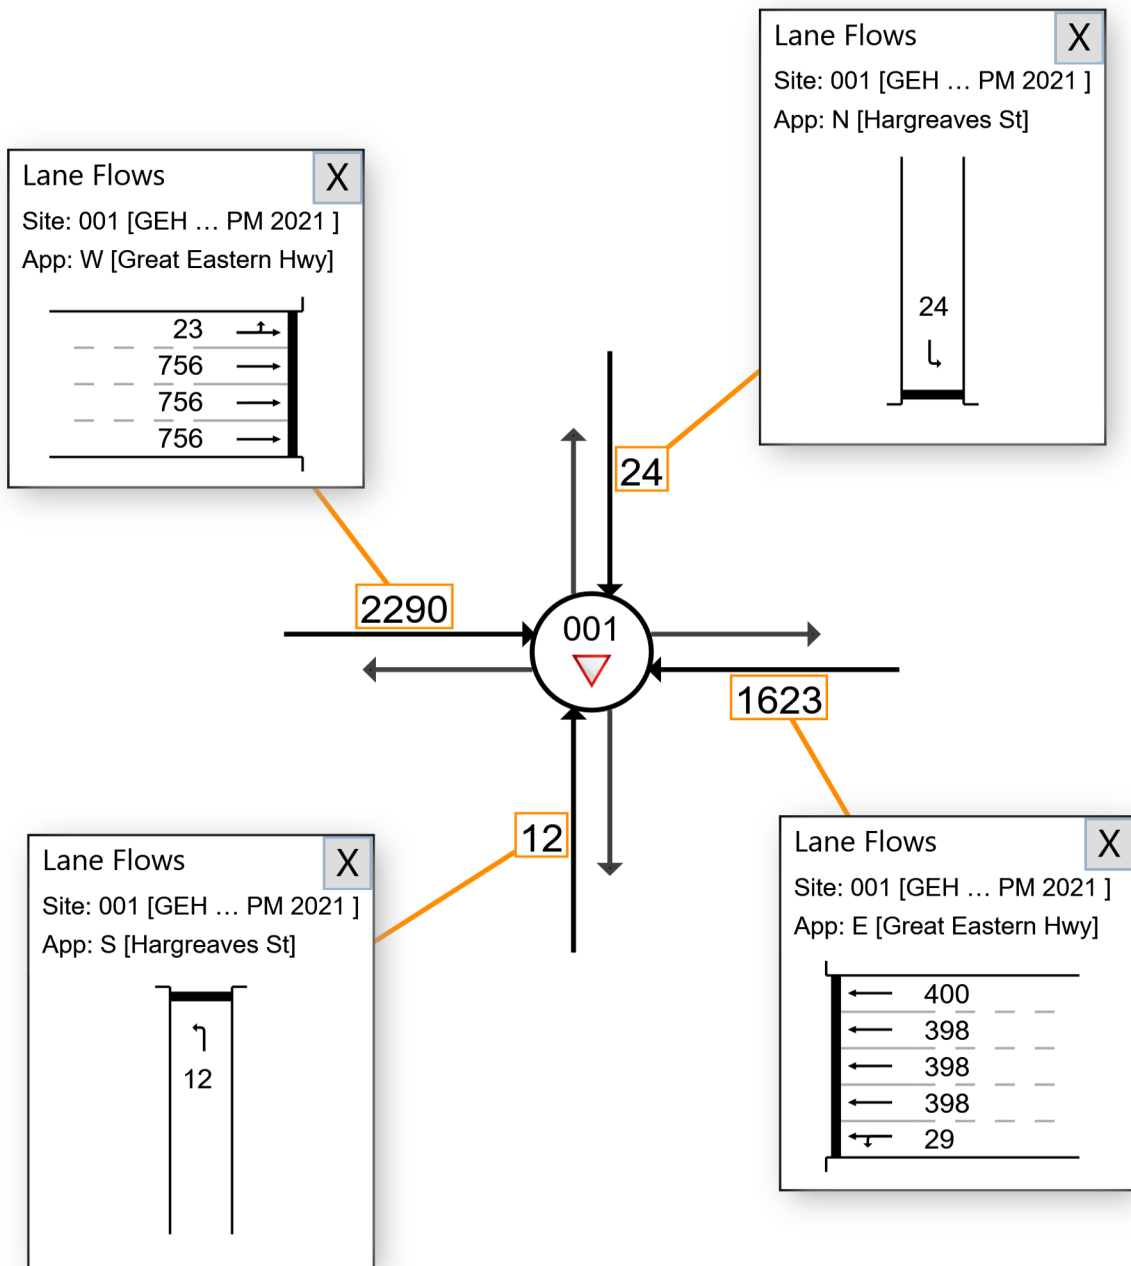 Lane Flows
X
Site: 001 [GEH ... PM 2021 ]
App: N [Hargreaves St]
24
Lane Flows
X
Site: 001 [GEH ... PM 2021 ]
App: W [Great Eastern Hwy]
23
756
756
756
24
2290
001
1623
12
Lane Flows
X
Site: 001 [GEH ... PM 2021 ]
App: S [Hargreaves St]
12
Lane Flows
X
Site: 001 [GEH ... PM 2021 ]
App: E [Great Eastern Hwy]
400
398
398
398
29